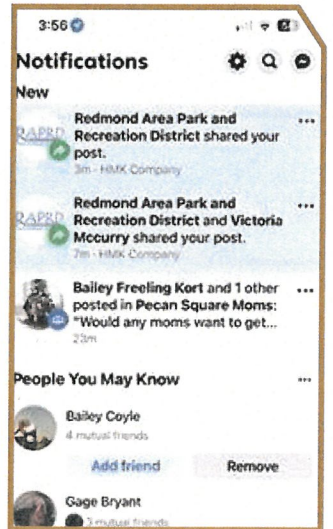 3:56
Notifications
New
Redmond Area Park and
Recreation District shared your
post.
3m · HMK Company
RAPRD
Redmond Area Park and
Recreation District and Victoria
Mccurry shared your post.
7m · HMK Company
RAPRD
Bailey Freeling Kort and 1 other
posted in Pecan Square Moms:
"Would any moms want to get...
23m
People You May Know
Bailey Coyle
4 mutual friends
Add friend
Remove
Gage Bryant
3 mutual friends